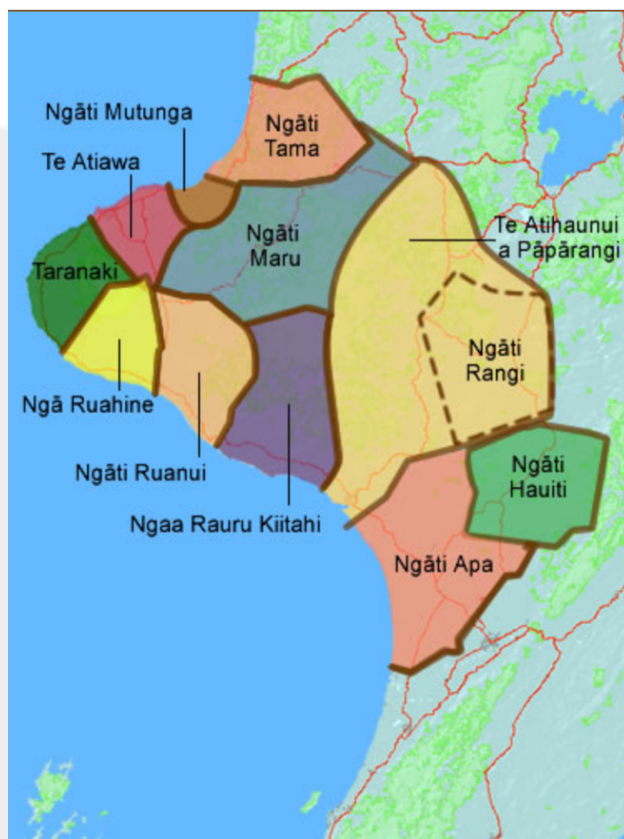 Ngāti Mutunga
Ngāti
Tama
Te Atiawa
Te Atihaunui
a Pāpārangi
Ngāti
Maru
Taranaki
Ngāti
Rangi
Ngā Ruahine
Ngāti Ruanui
Ngāti
Hauiti
Ngaa Rauru Kiitahi
Ngāti Apa